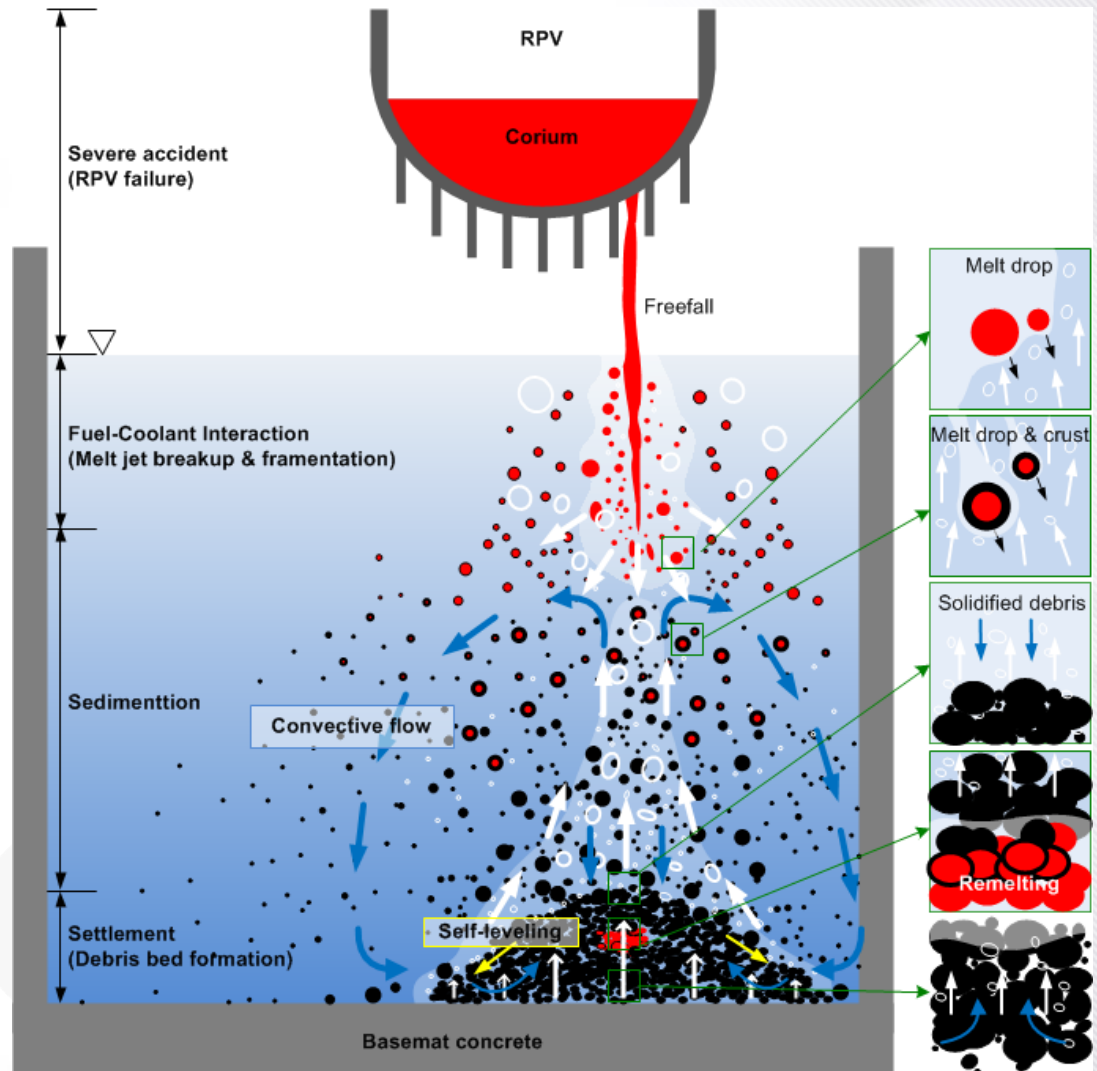 RPV
Corium
Severe accident
(RPV failure)
Freefall
Melt drop
Fuel-Coolant Interaction
(Melt jet breakup & framentation)
Melt drop & crust
Solidified debris
Sedimenttion
Convective flow
Remelting
Self-leveling
Settlement
(Debris bed formation)
Basemat concrete